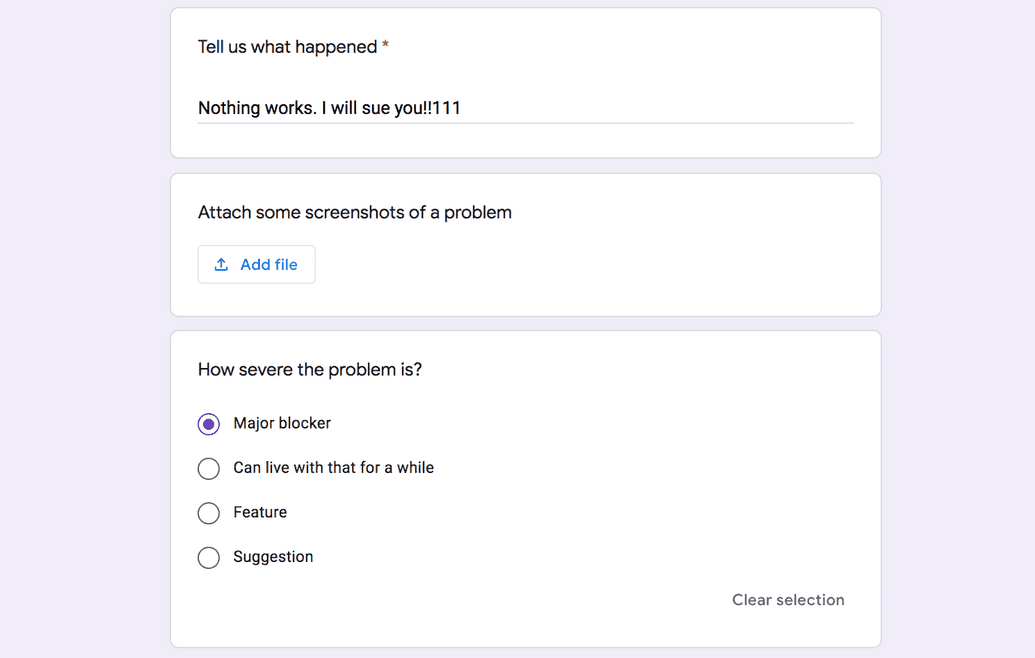 Tell us what happened *
Nothing works. I will sue you!!111
Attach some screenshots of a problem
Add file
How severe the problem is?
Major blocker
Can live with that for a while
Feature
Suggestion
Clear selection